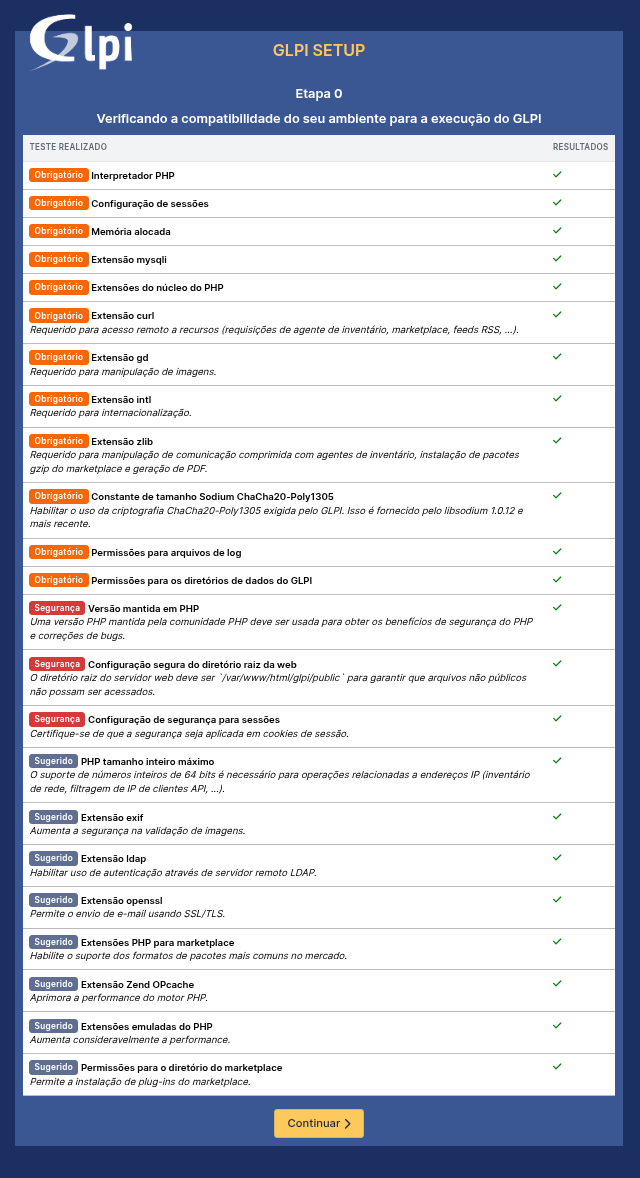 Glpi
GLPI SETUP
Etapa 0
Verificando a compatibilidade do seu ambiente para a execução do GLPI
TESTE REALIZADO RESULTADOS
Obrigatório Interpretador PHP
Obrigatório Configuração de sessões
Obrigatório Memória alocada
Obrigatório Extensão mysqli
Obrigatório Extensões do núcleo do PHP
Obrigatório Extensão curl
Requerido para acesso remoto a recursos (requisições de agente de inventário, marketplace, feeds RSS, ...).
Obrigatório Extensão gd
Requerido para manipulação de imagens.
Obrigatório Extensão intl
Requerido para internacionalização.
Obrigatório Extensão zlib
Requerido para manipulação de comunicação comprimida com agentes de inventário, instalação de pacotes
gzip do marketplace e geração de PDF.
Obrigatório Constante de tamanho Sodium ChaCha20-Poly1305
Habilitar o uso da criptografia ChaCha20-Poly1305 exigida pelo GLPI. Isso é fornecido pelo libsodium 1.0.12 e
mais recente.
Obrigatório Permissões para arquivos de log
Obrigatório Permissões para os diretórios de dados do GLPI
Segurança Versão mantida em PHP
Uma versão PHP mantida pela comunidade PHP deve ser usada para obter os benefícios de segurança do PHP
e correções de bugs.
Segurança Configuração segura do diretório raiz da web
O diretório raiz do servidor web deve ser `/var/www/html/glpi/public` para garantir que arquivos não públicos
não possam ser acessados.
Segurança Configuração de segurança para sessões
Certifique-se de que a segurança seja aplicada em cookies de sessão.
Sugerido PHP tamanho inteiro máximo
O suporte de números inteiros de 64 bits é necessário para operações relacionadas a endereços IP (inventário
de rede, filtragem de IP de clientes API, ...).
Sugerido Extensão exif
Aumenta a segurança na validação de imagens.
Sugerido Extensão ldap
Habilitar uso de autenticação através de servidor remoto LDAP.
Sugerido Extensão openssl
Permite o envio de e-mail usando SSL/TLS.
Sugerido Extensões PHP para marketplace
Habilite o suporte dos formatos de pacotes mais comuns no mercado.
Sugerido Extensão Zend OPcache
Aprimora a performance do motor PHP.
Sugerido Extensões emuladas do PHP
Aumenta consideravelmente a performance.
Sugerido Permissões para o diretório do marketplace
Permite a instalação de plug-ins do marketplace.
Continuar